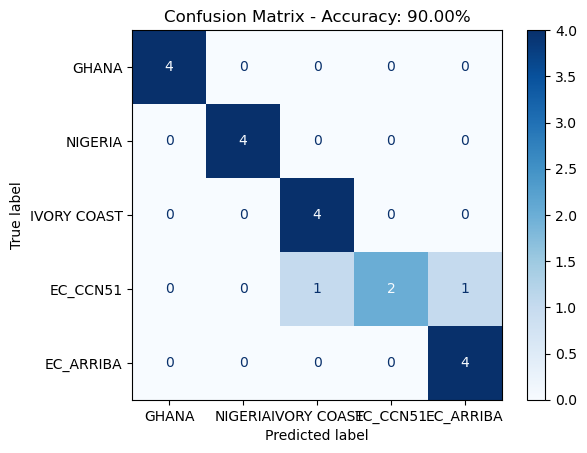 Confusion Matrix - Accuracy: 90.00%
GHANA 4 0 0 0 0
NIGERIA 0 4 0 0 0
IVORY COAST 0 0 4 0 0
EC_CCN51 0 0 1 2 1
EC_ARRIBA 0 0 0 0 4
GHANA NIGERIA IVORY COAST EC_CCN51 EC_ARRIBA
Predicted label
True label
4.0
3.5
3.0
2.5
2.0
1.5
1.0
0.5
0.0